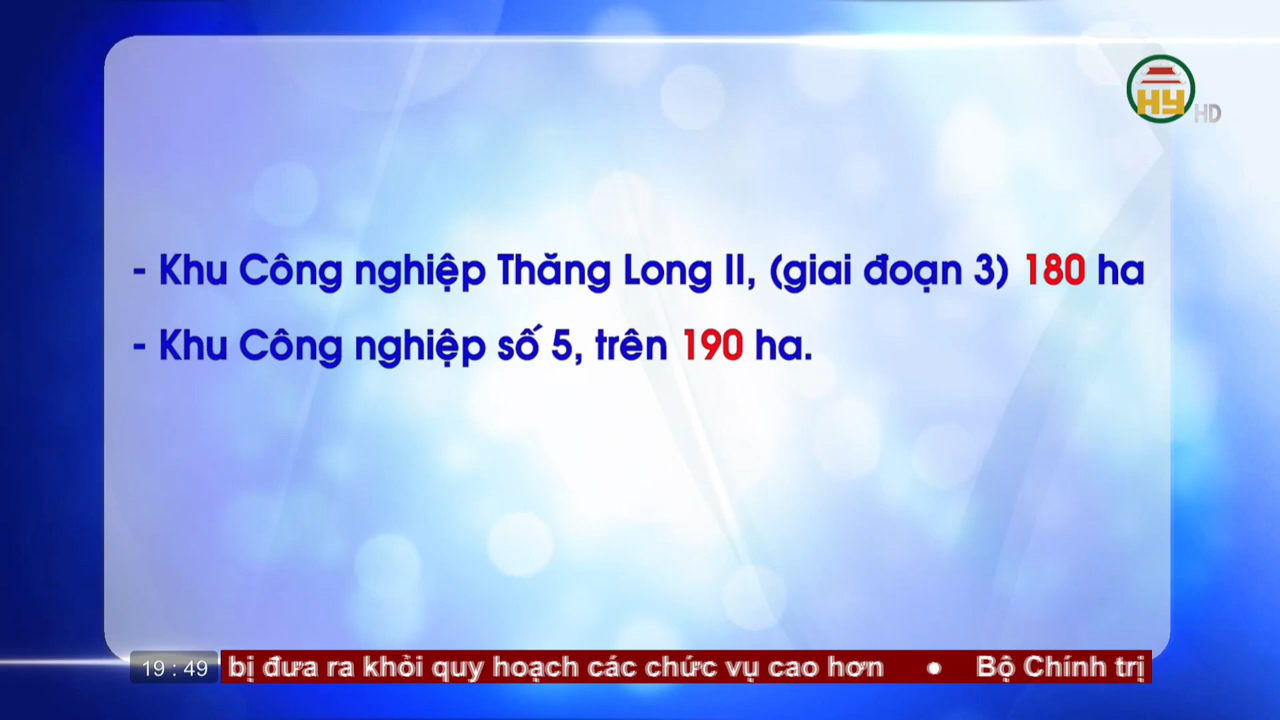 HY
HD
- Khu Công nghiệp Thăng Long II, (giai đoạn 3) 180 ha
- Khu Công nghiệp số 5, trên 190 ha.
19 : 49
bị đưa ra khỏi quy hoạch các chức vụ cao hơn • Bộ Chính trị